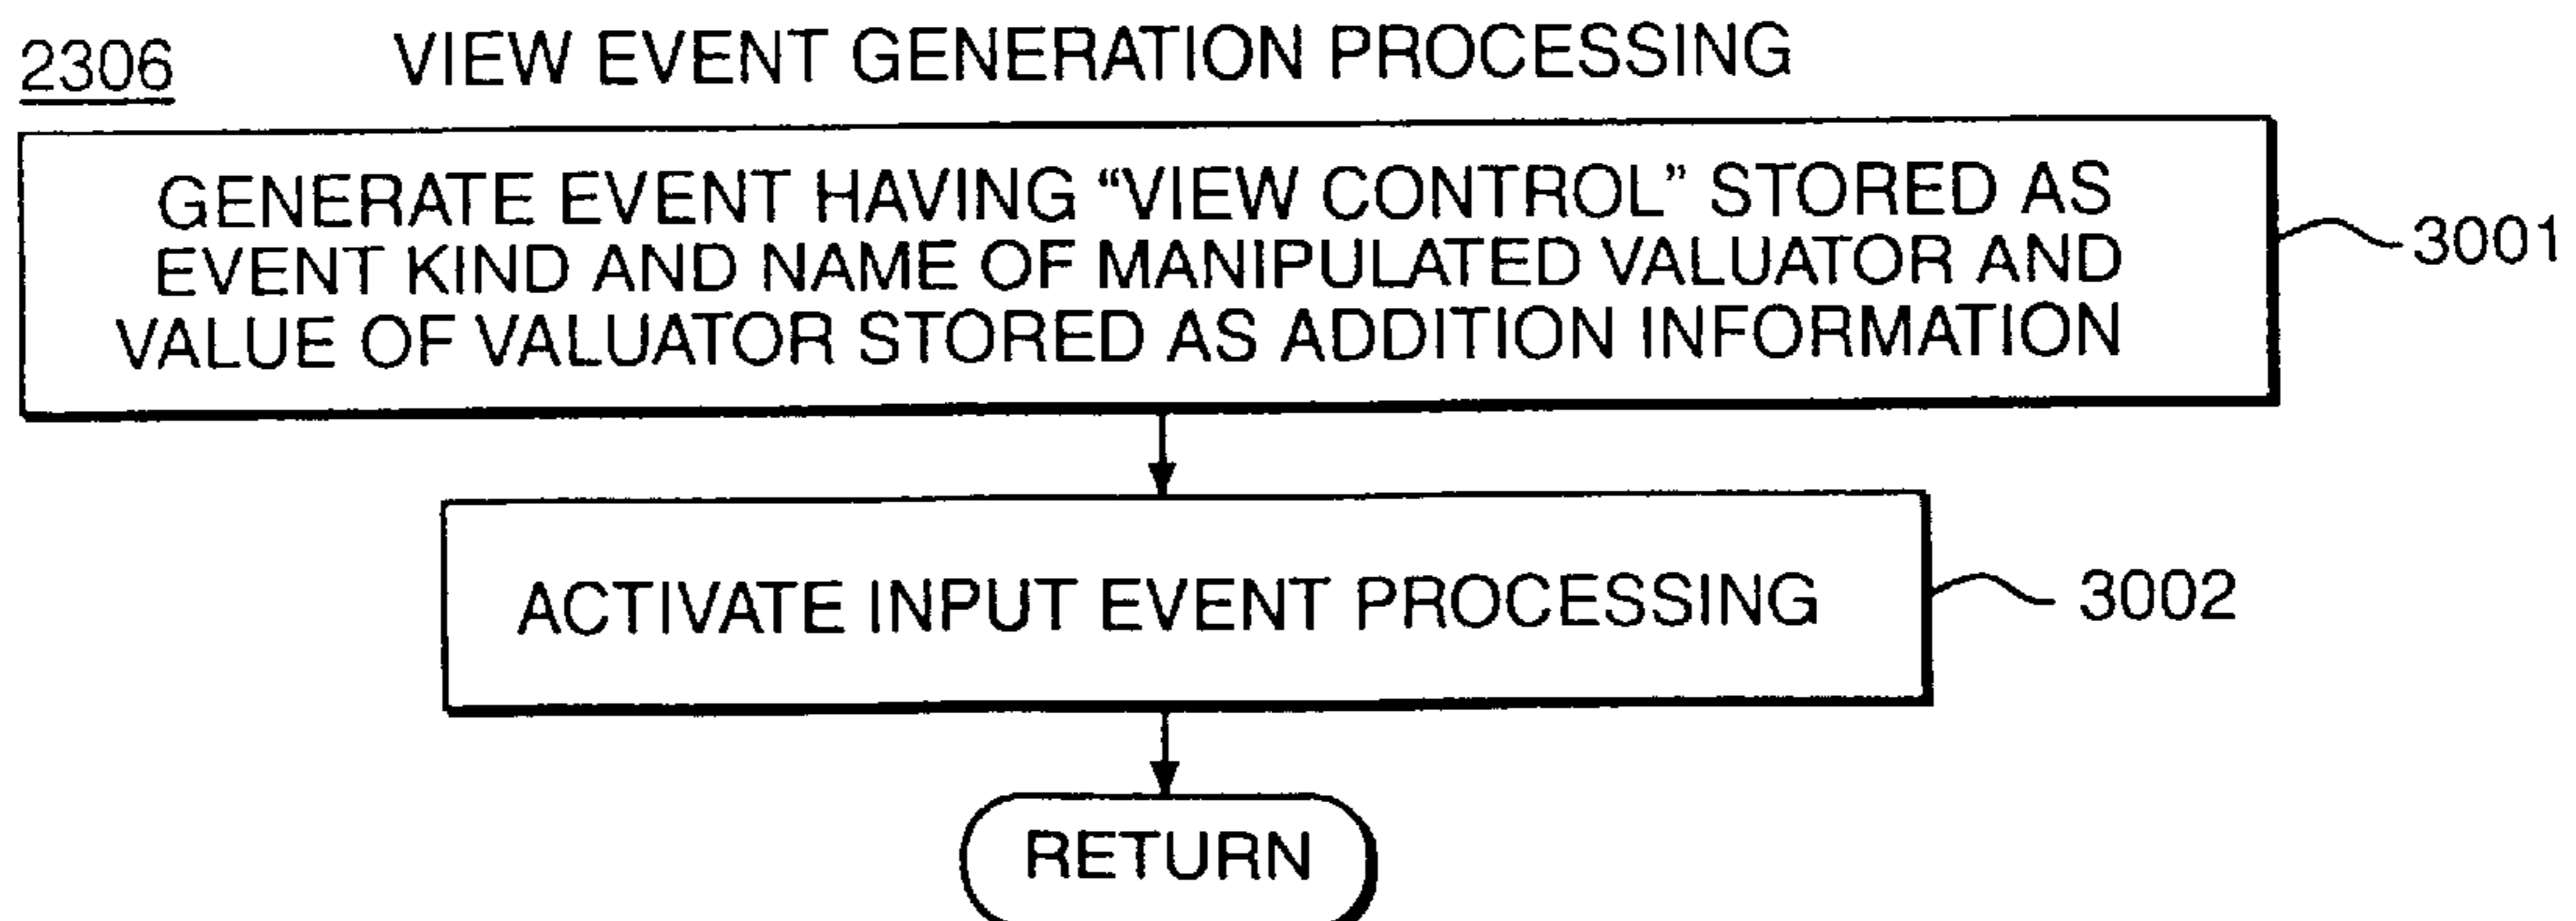 2306 VIEW EVENT GENERATION PROCESSING
GENERATE EVENT HAVING “VIEW CONTROL” STORED AS
EVENT KIND AND NAME OF MANIPULATED VALUATOR AND
VALUE OF VALUATOR STORED AS ADDITION INFORMATION
3001
ACTIVATE INPUT EVENT PROCESSING
3002
RETURN